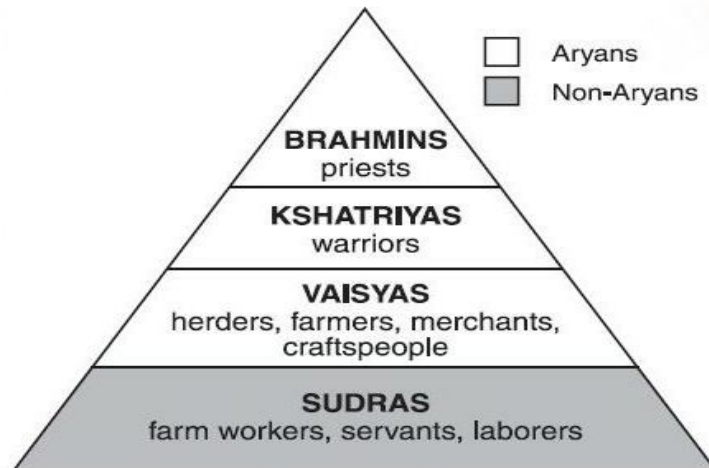 Aryans
Non-Aryans
BRAHMINS
priests
KSHATRIYAS
warriors
VAISYAS
herders, farmers, merchants,
craftspeople
SUDRAS
farm workers, servants, laborers